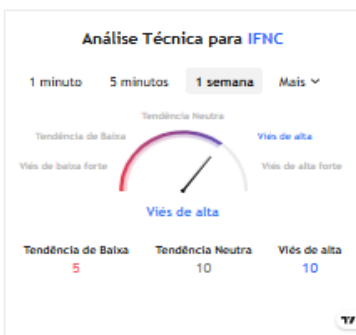 Análise Técnica para IFNC
1 minuto 5 minutos 1 semana Mais
Tendência Neutra
Tendência de Baixa Viés de alta
Viés de baixa forte Viés de alta forte
Viés de alta
Tendência de Baixa Tendência Neutra Viés de alta
5 10 10